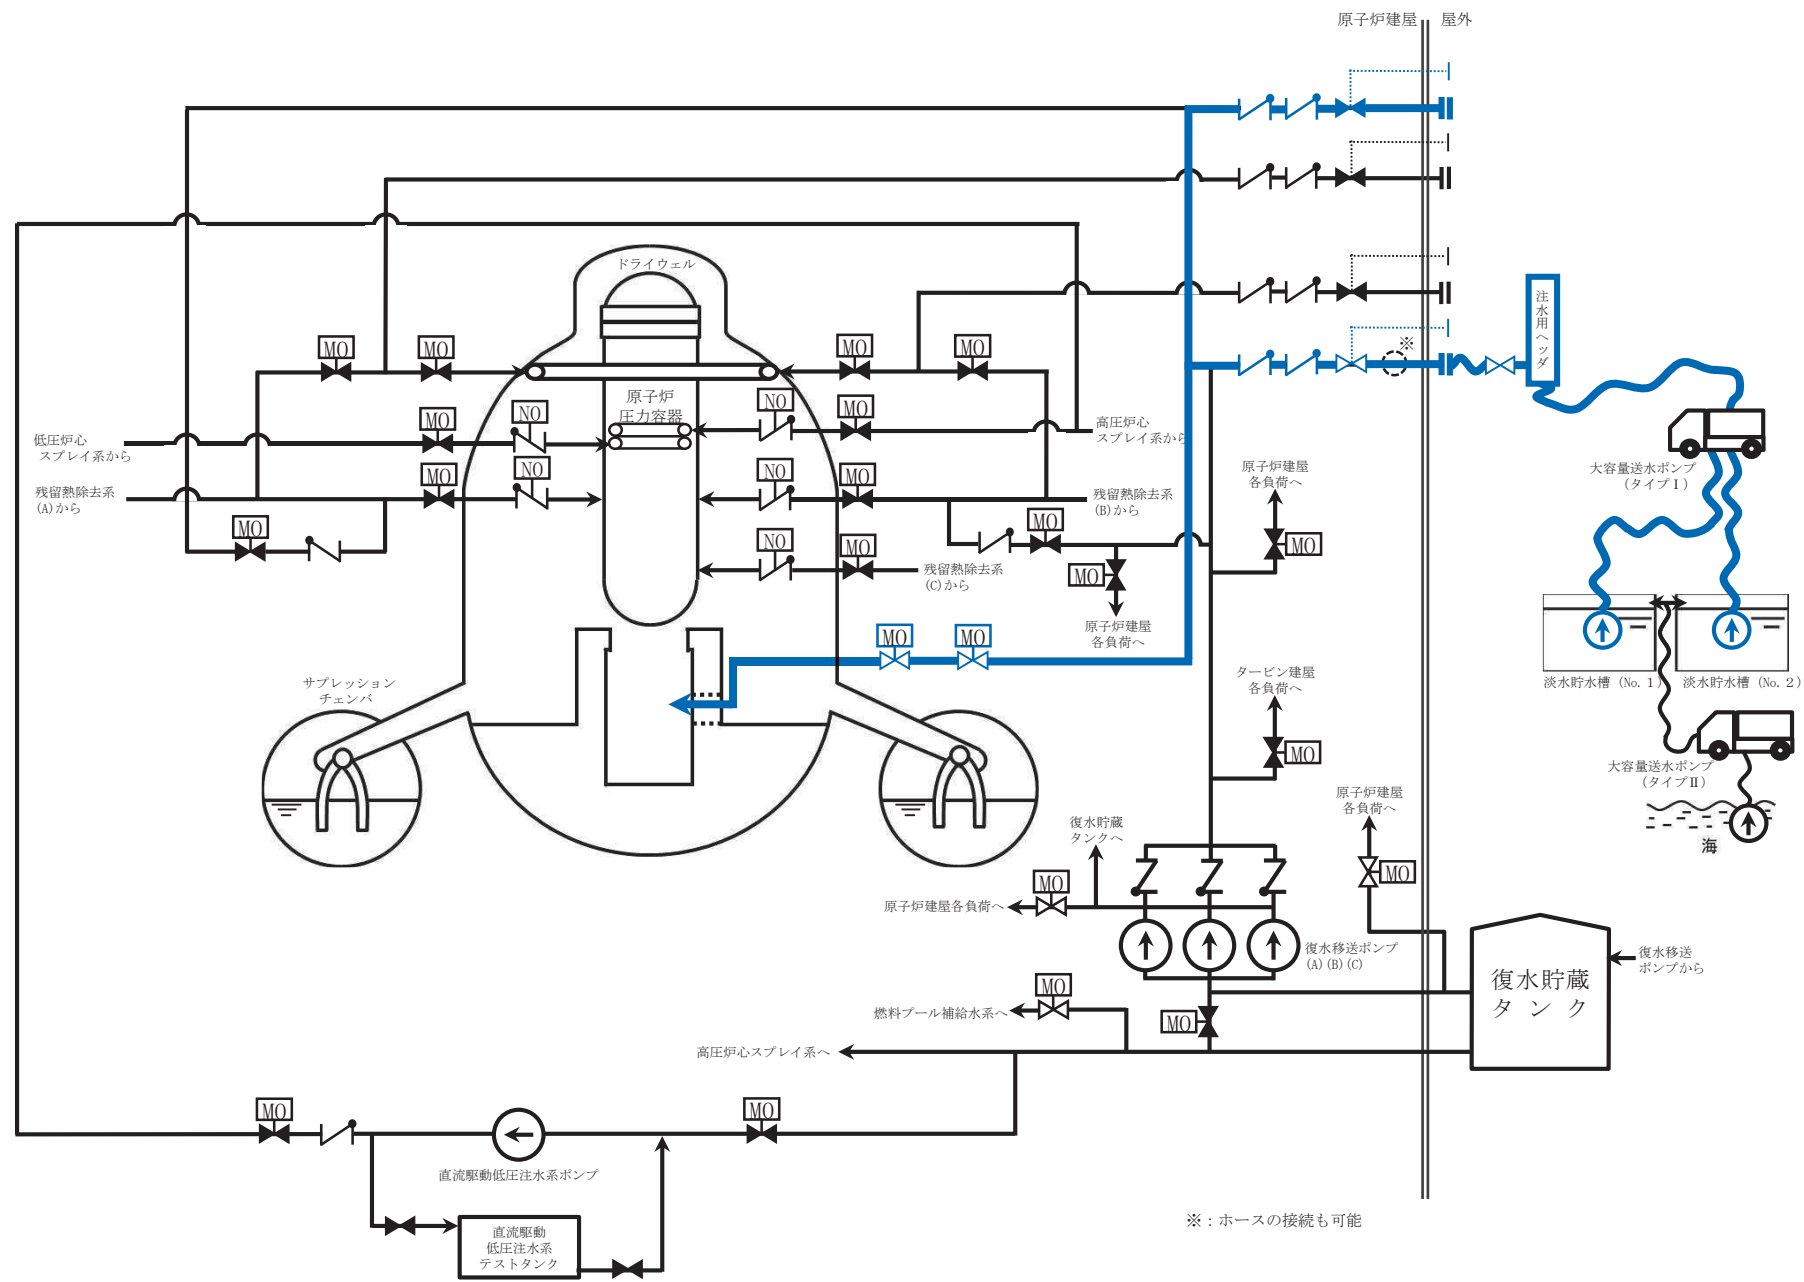 原子炉建屋
屋外
ドライウェル
注水用ヘッダ
※
MO
MO
MO
MO
原子炉
圧力容器
MO
NO
NO
MO
低圧炉心
スプレイ系から
高圧炉心
スプレイ系から
MO
NO
NO
MO
残留熱除去系
(A)から
残留熱除去系
(B)から
原子炉建屋
各負荷へ
大容量送水ポンプ
(タイプⅠ)
MO
NO
MO
MO
MO
残留熱除去系
(C)から
MO
原子炉建屋
各負荷へ
MO
MO
サプレッション
チェンバ
タービン建屋
各負荷へ
MO
淡水貯水槽 (No. 1)
淡水貯水槽 (No. 2)
大容量送水ポンプ
(タイプⅡ)
海
原子炉建屋
各負荷へ
復水貯蔵
タンクへ
MO
MO
原子炉建屋各負荷へ
復水移送ポンプ
(A)(B)(C)
復水貯蔵
タンク
復水移送
ポンプから
MO
燃料プール補給水系へ
MO
高圧炉心スプレイ系へ
MO
MO
直流駆動低圧注水系ポンプ
直流駆動
低圧注水系
テストタンク
※：ホースの接続も可能